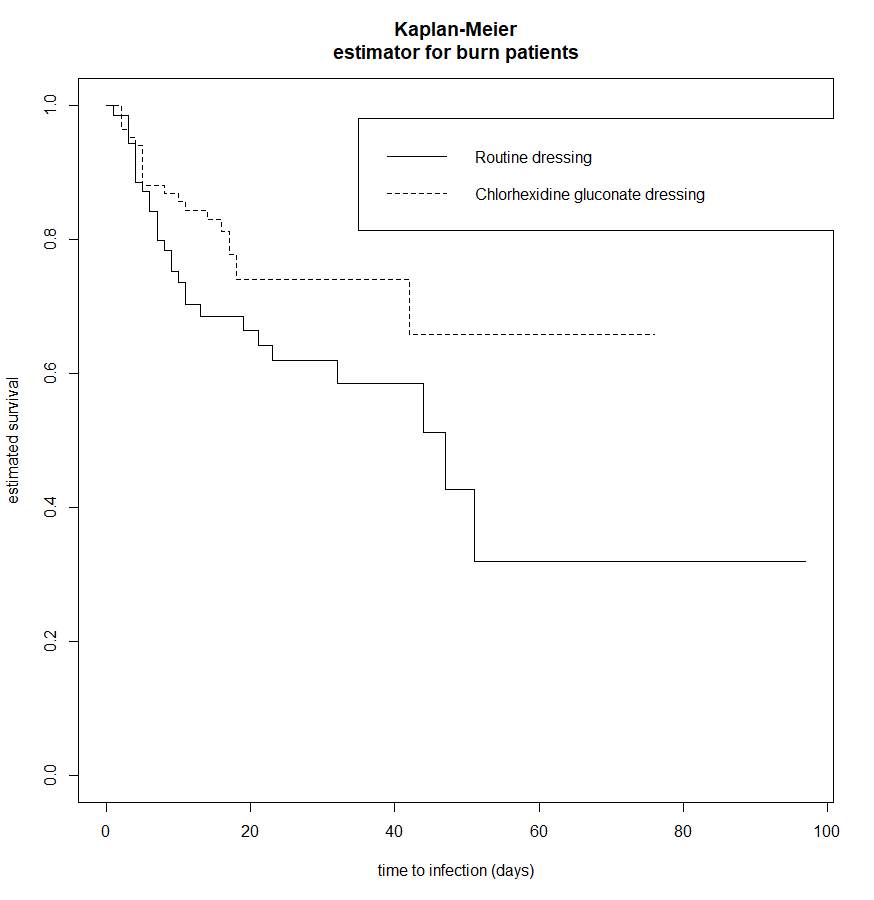 Kaplan-Meier
estimator for burn patients
Routine dressing
Chlorhexidine gluconate dressing
estimated survival
1.0
0.8
0.6
0.4
0.2
0.0
0 20 40 60 80 100
time to infection (days)